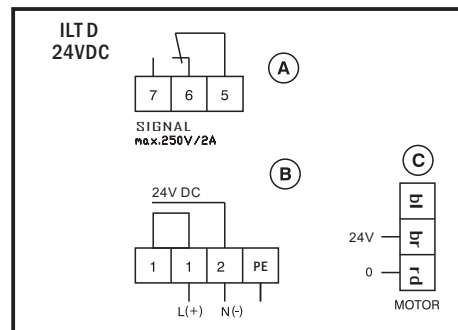 ILT D
24VDC
A
7 6 5
SIGNAL
max.250V/2A
B
24V DC
1 1 2 PE
L(+) N(-)
C
bl
24V br
0 rd
MOTOR